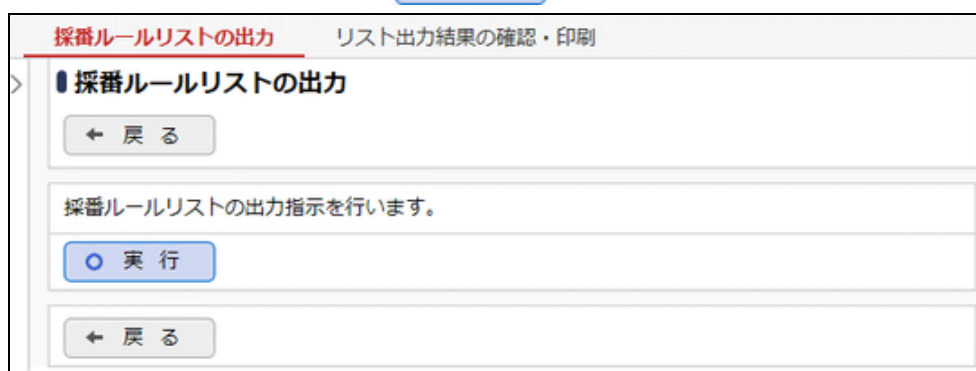 採番ルールリストの出力 リスト出力結果の確認・印刷
採番ルールリストの出力
← 戻 る
採番ルールリストの出力指示を行います。
実 行
← 戻 る